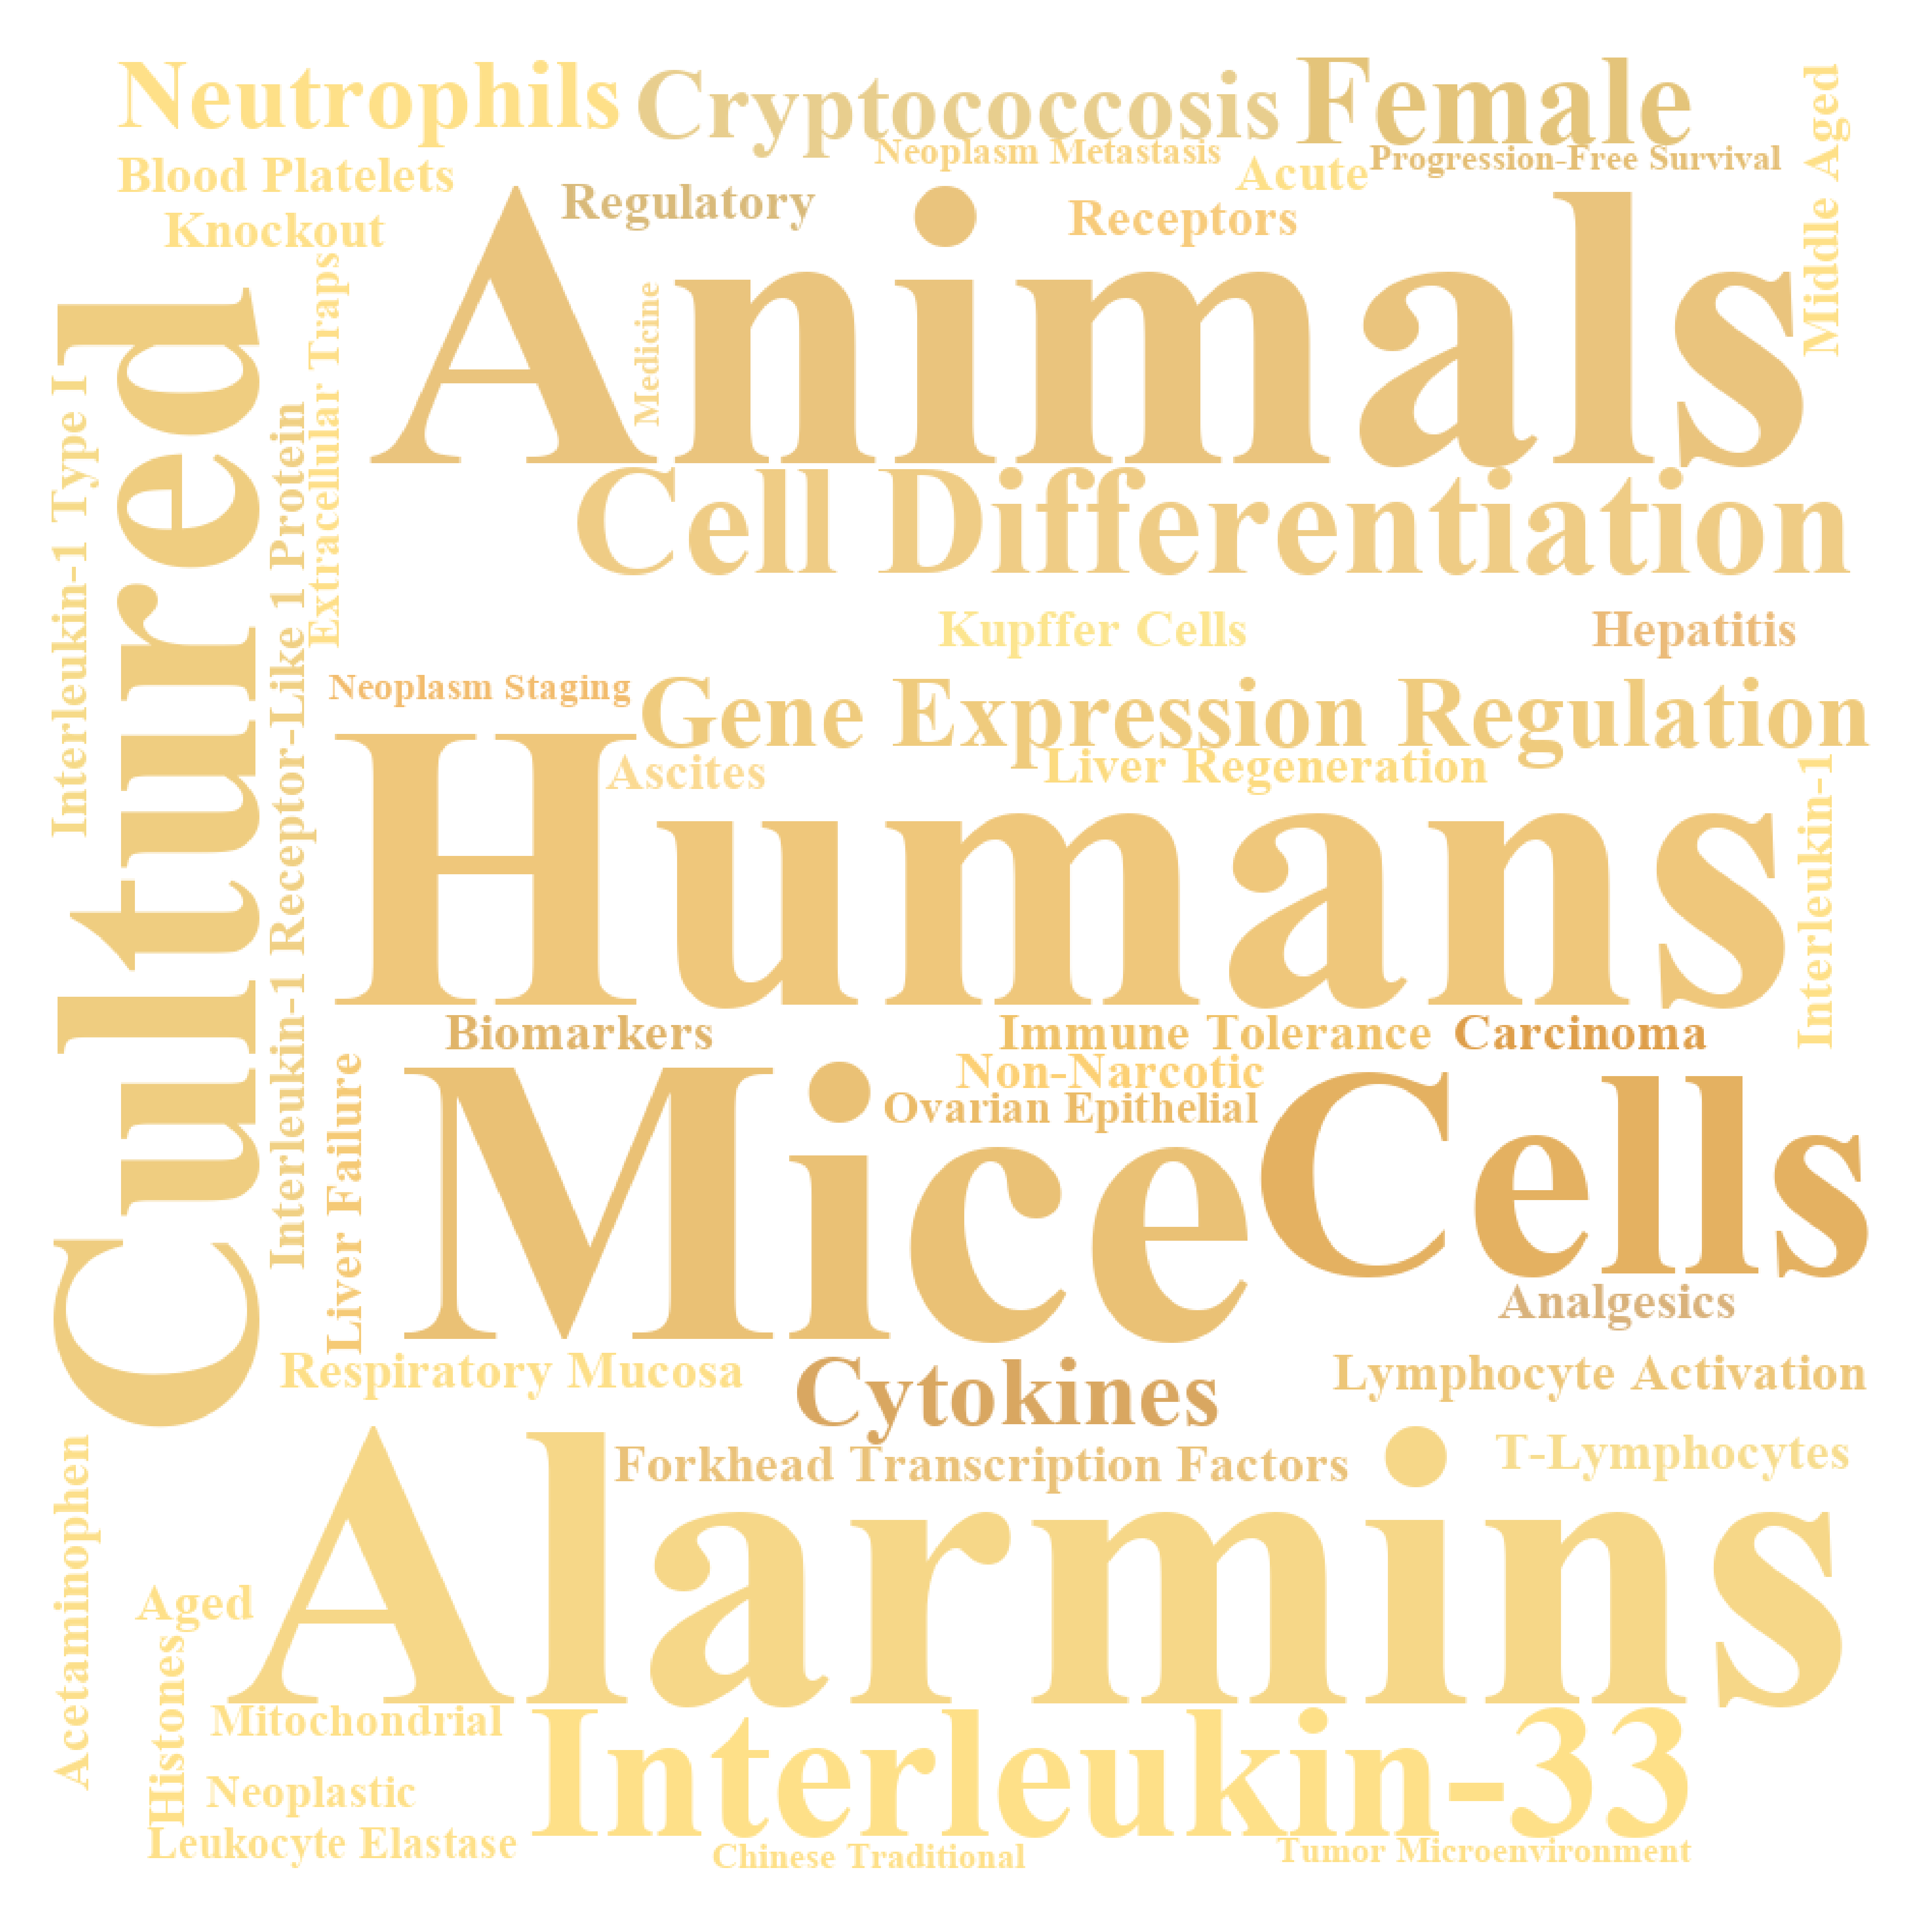 Neutrophils
Cryptococcosis
Female
Middle Aged
Neoplasm Metastasis
Progression-Free Survival
Blood Platelets
Acute
Regulatory
Receptors
Knockout
Animals
Medicine
Extracellular Traps
Cultured
Interleukin-1 Type I
Interleukin-1 Receptor-Like 1 Protein
Cell Differentiation
Kupffer Cells
Hepatitis
Neoplasm Staging
Gene Expression Regulation
Ascites
Liver Regeneration
Interleukin-1
Humans
Biomarkers
Immune Tolerance
Carcinoma
Non-Narcotic
Ovarian Epithelial
Liver Failure
Mice
Cells
Analgesics
Respiratory Mucosa
Cytokines
Lymphocyte Activation
Forkhead Transcription Factors
T-Lymphocytes
Acetaminophen
Alarmins
Aged
Histones
Mitochondrial
Interleukin-33
Neoplastic
Leukocyte Elastase
Chinese Traditional
Tumor Microenvironment